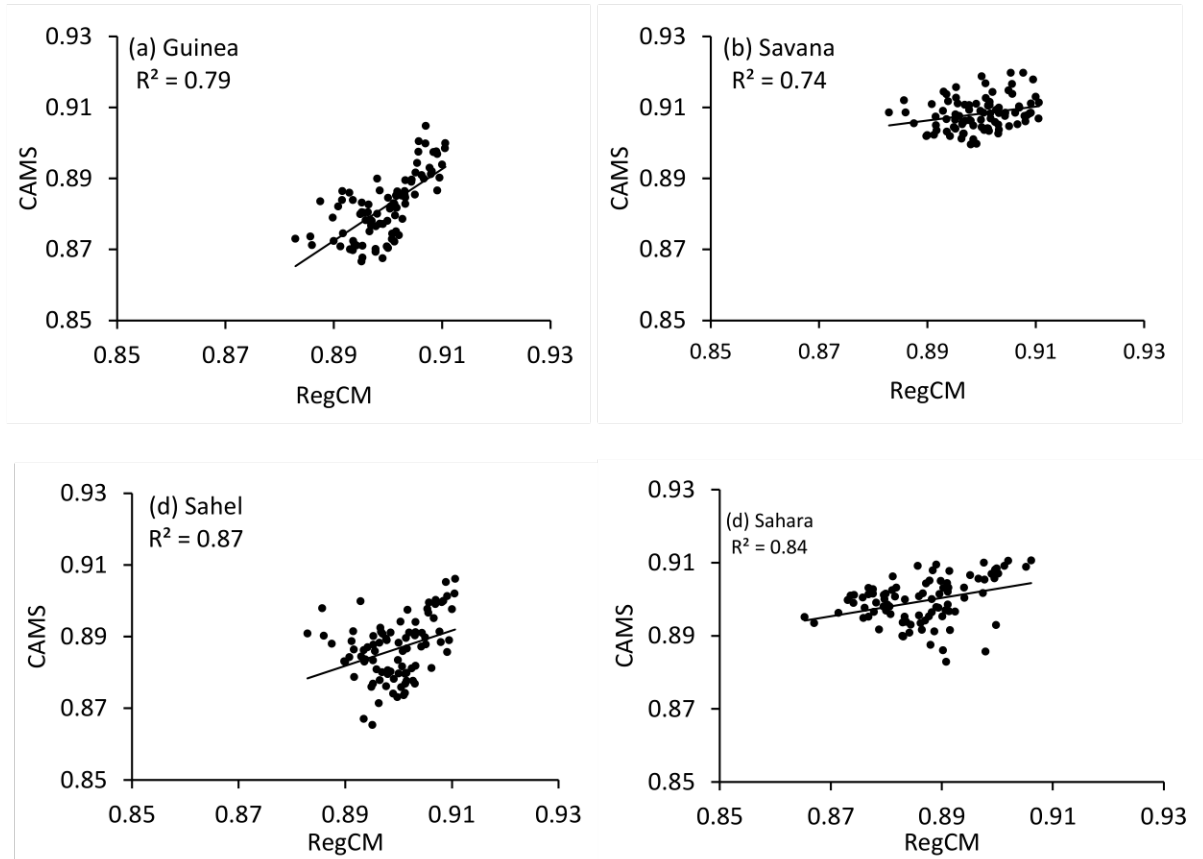 (a) Guinea
R² = 0.79
0.93
0.91
0.89
0.87
0.85
CAMS
0.85 0.87 0.89 0.91 0.93
RegCM
(b) Savana
R² = 0.74
0.93
0.91
0.89
0.87
0.85
CAMS
0.85 0.87 0.89 0.91 0.93
RegCM
(d) Sahel
R² = 0.87
0.93
0.91
0.89
0.87
0.85
CAMS
0.85 0.87 0.89 0.91 0.93
RegCM
(d) Sahara
R² = 0.84
0.93
0.91
0.89
0.87
0.85
CAMS
0.85 0.87 0.89 0.91 0.93
RegCM